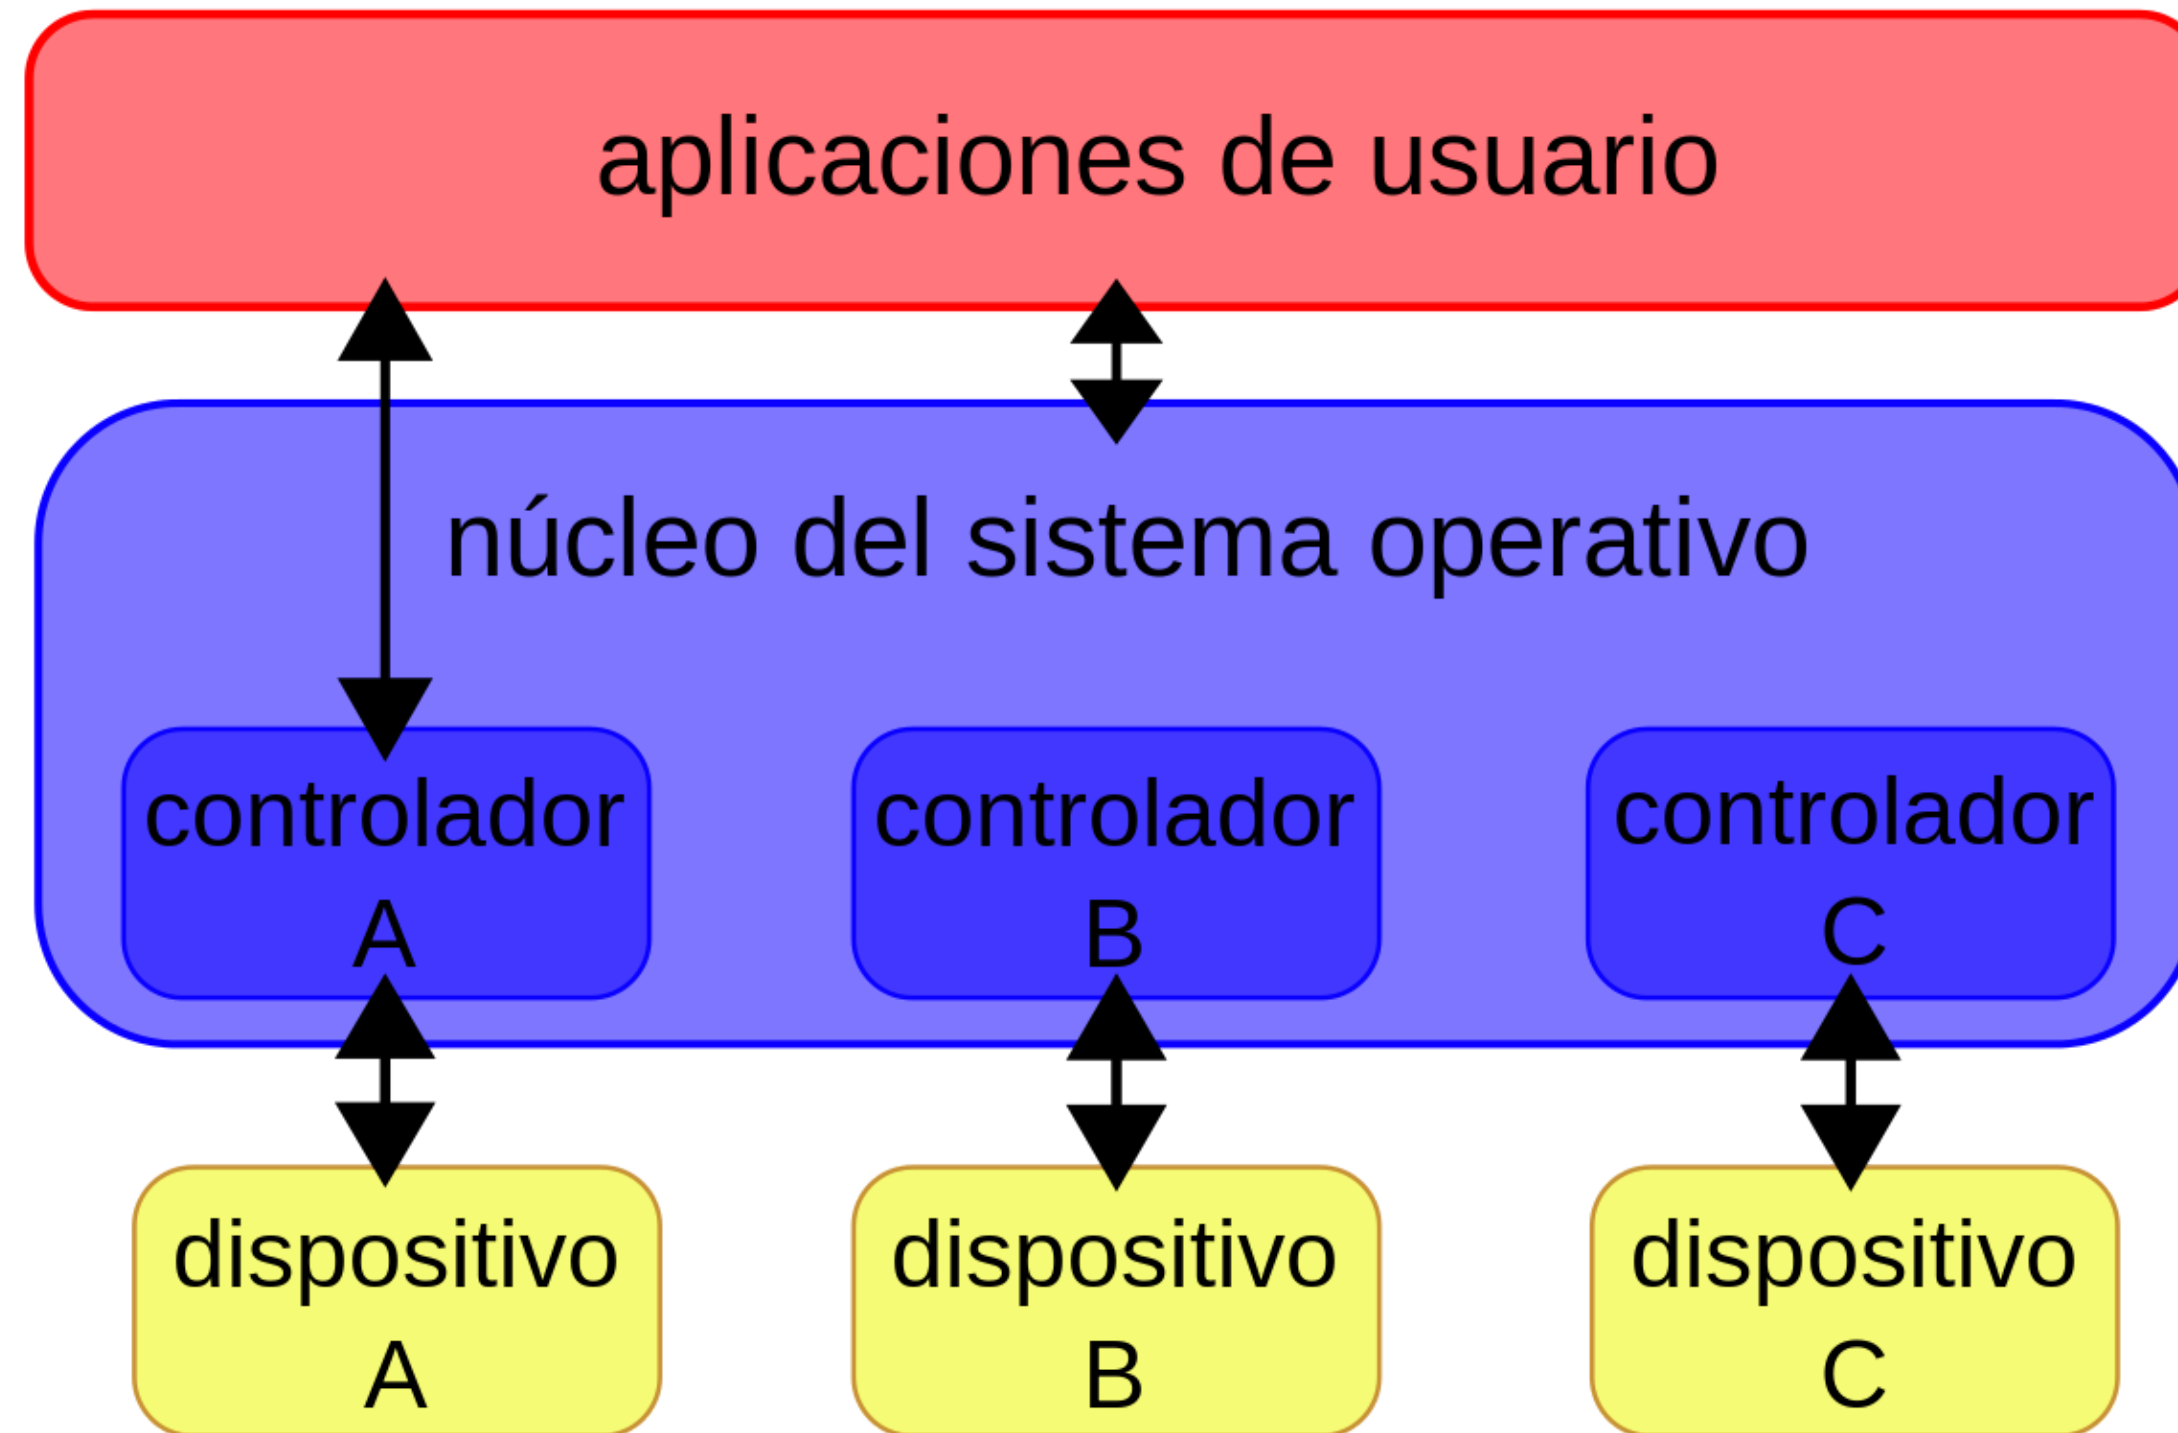 aplicaciones de usuario
núcleo del sistema operativo
controlador
A
controlador
B
controlador
C
dispositivo
A
dispositivo
B
dispositivo
C